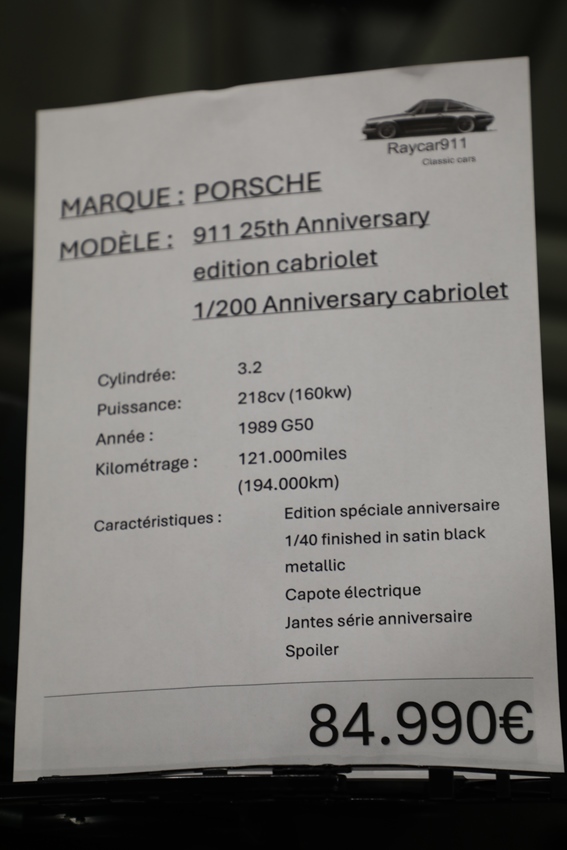 Raycar911
Classic cars
MARQUE : PORSCHE
MODÈLE : 911 25th Anniversary
edition cabriolet
1/200 Anniversary cabriolet
Cylindrée: 3.2
Puissance: 218cv (160kw)
Année : 1989 G50
Kilométrage : 121.000miles
(194.000km)
Caractéristiques : Edition spéciale anniversaire
1/40 finished in satin black
metallic
Capote électrique
Jantes série anniversaire
Spoiler
84.990€